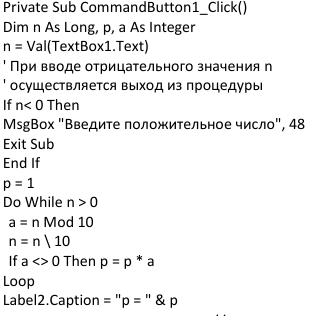 Private Sub CommandButton1_Click()
Dim n As Long, p, a As Integer
n = Val(TextBox1.Text)
' При вводе отрицательного значения n
' осуществляется выход из процедуры
If n< 0 Then
MsgBox "Введите положительное число", 48
Exit Sub
End If
p = 1
Do While n > 0
a = n Mod 10
n = n \ 10
If a <> 0 Then p = p * a
Loop
Label2.Caption = "p = " & p